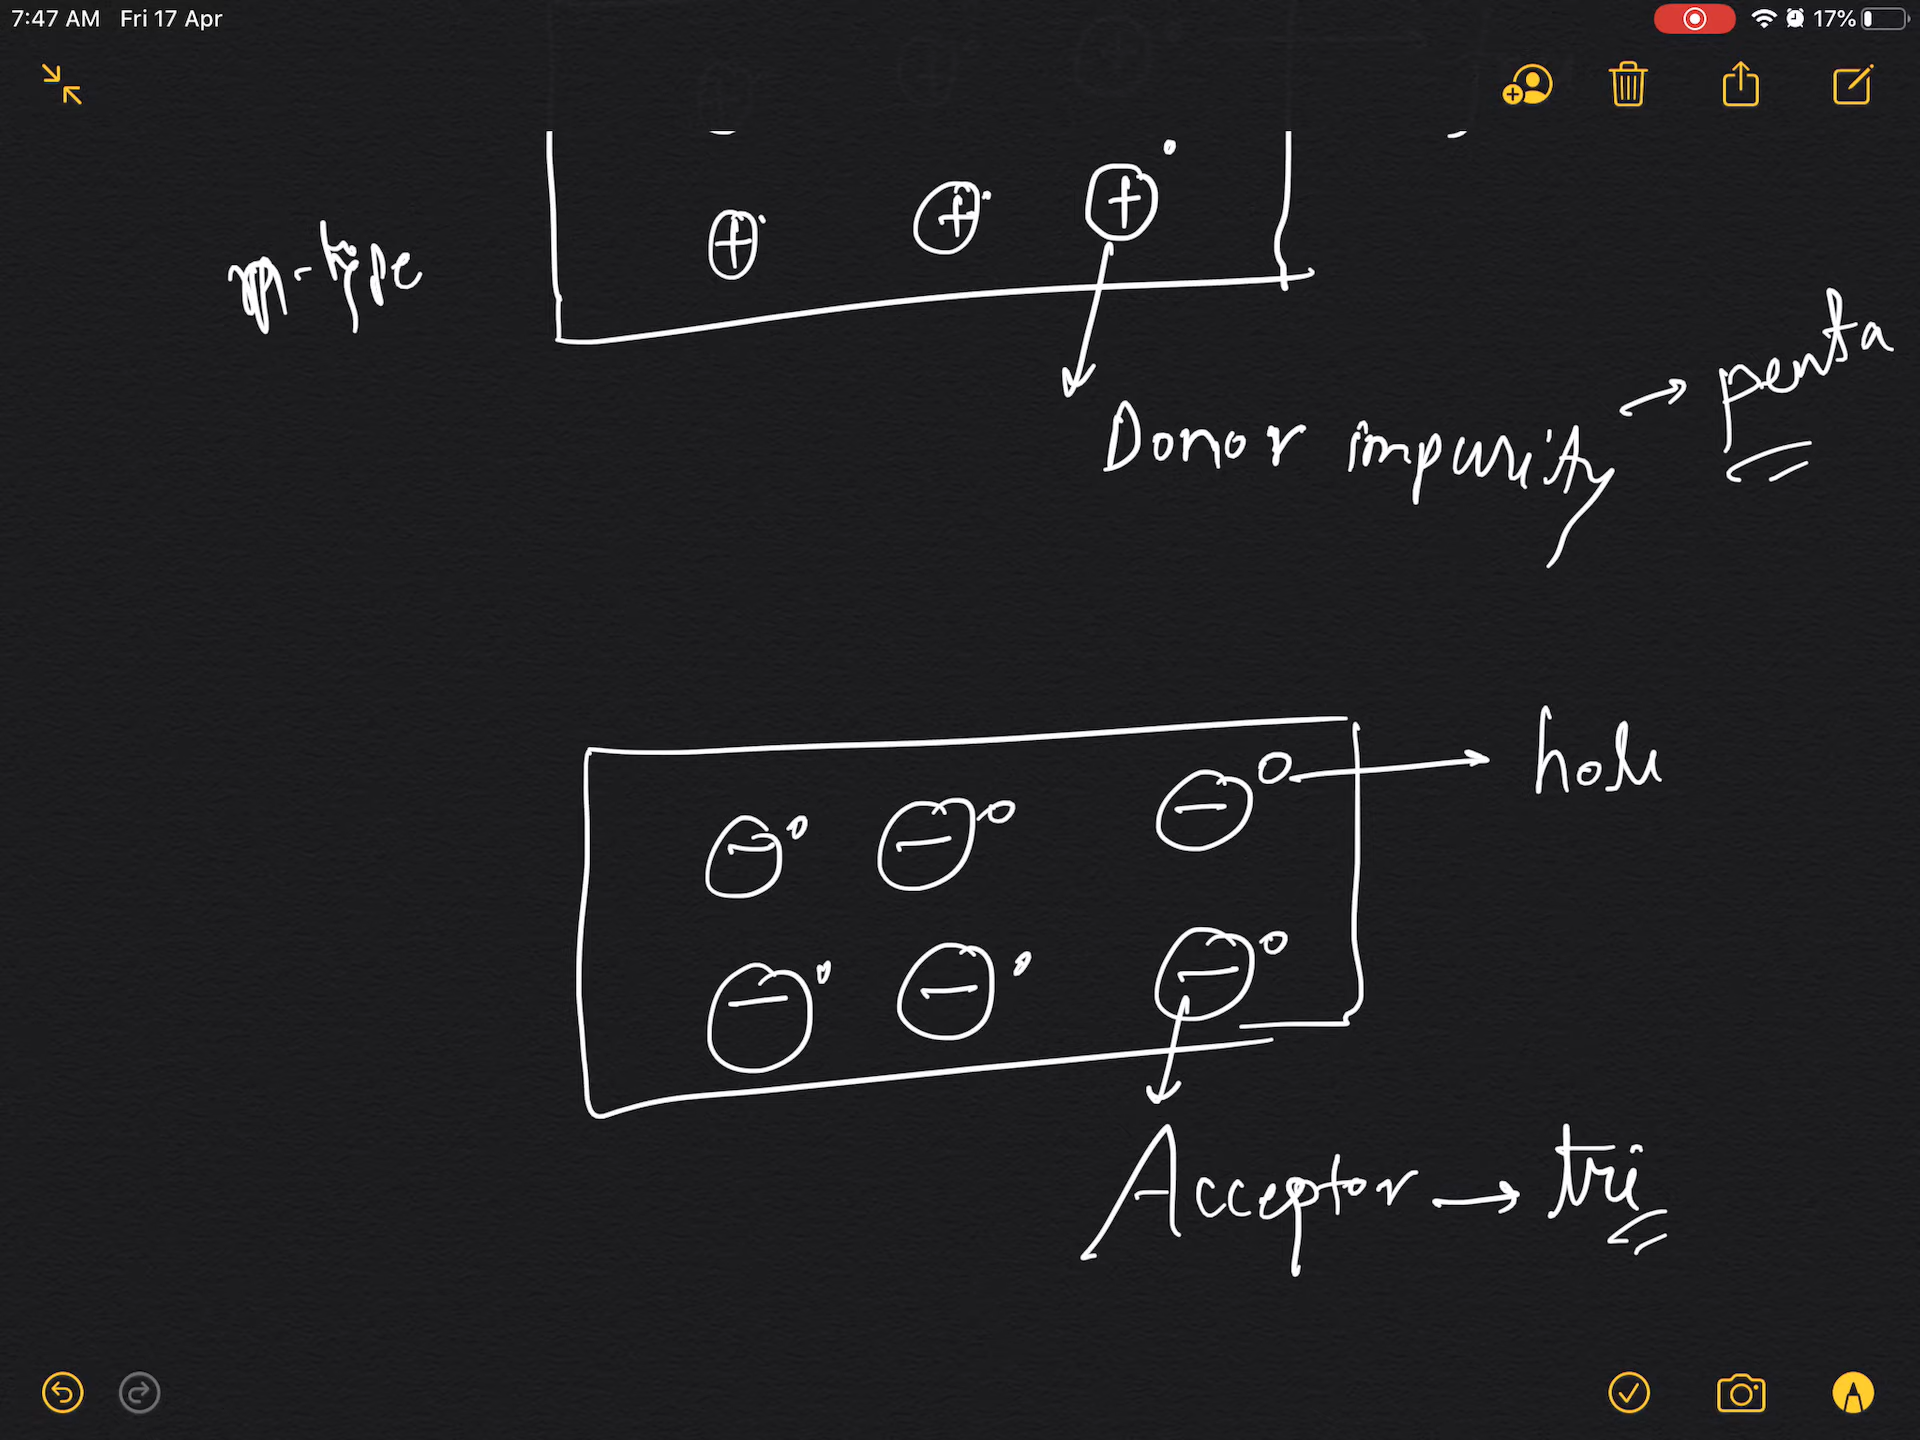 7:47 AM Fri 17 Apr
17%
n-type
penta
Donor impurity
hole
Acceptor → tri